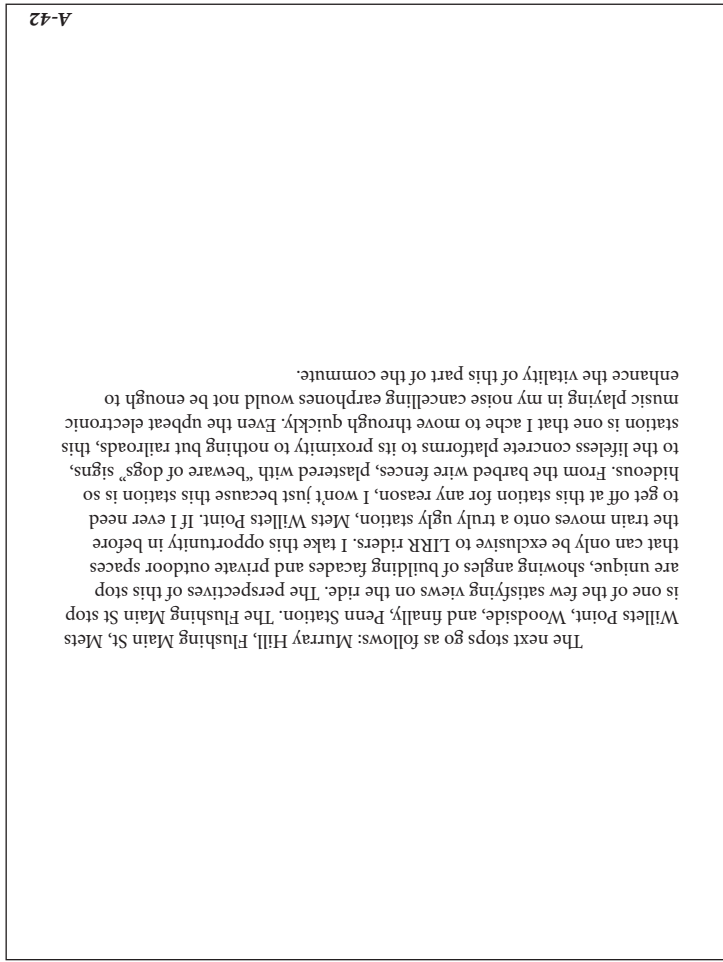 The next stops go as follows: Murray Hill, Flushing Main St, Mets
Willets Point, Woodside, and finally, Penn Station. The Flushing Main St stop
is one of the few satisfying views on the ride. The perspectives of this stop
are unique, showing angles of building facades and private outdoor spaces
that can only be exclusive to LIRR riders. I take this opportunity in before
the train moves onto a truly ugly station, Mets Willets Point. If I ever need
to get off at this station for any reason, I won't just because this station is so
hideous. From the barbed wire fences, plastered with “beware of dogs” signs,
to the lifeless concrete platforms to its proximity to nothing but railroads, this
station is one that I ache to move through quickly. Even the upbeat electronic
music playing in my noise cancelling earphones would not be enough to
enhance the vitality of this part of the commute.
A-42